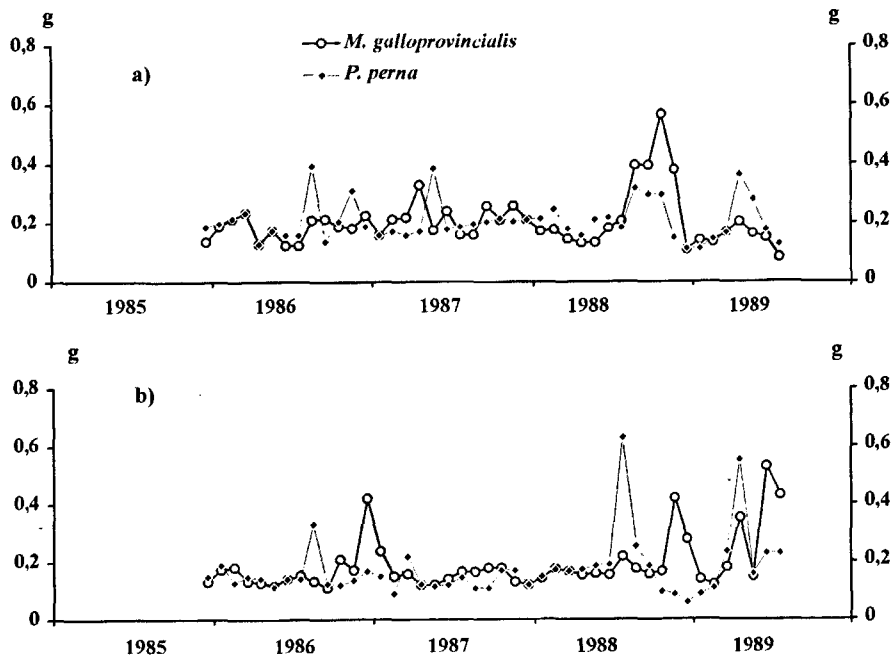 g g
M. galloprovincialis
P. perna
a)
0,8 0,8
0,6 0,6
0,4 0,4
0,2 0,2
0 0
1985 1986 1987 1988 1989
g g
b)
0,8 0,8
0,6 0,6
0,4 0,4
0,2 0,2
0 0
1985 1986 1987 1988 1989